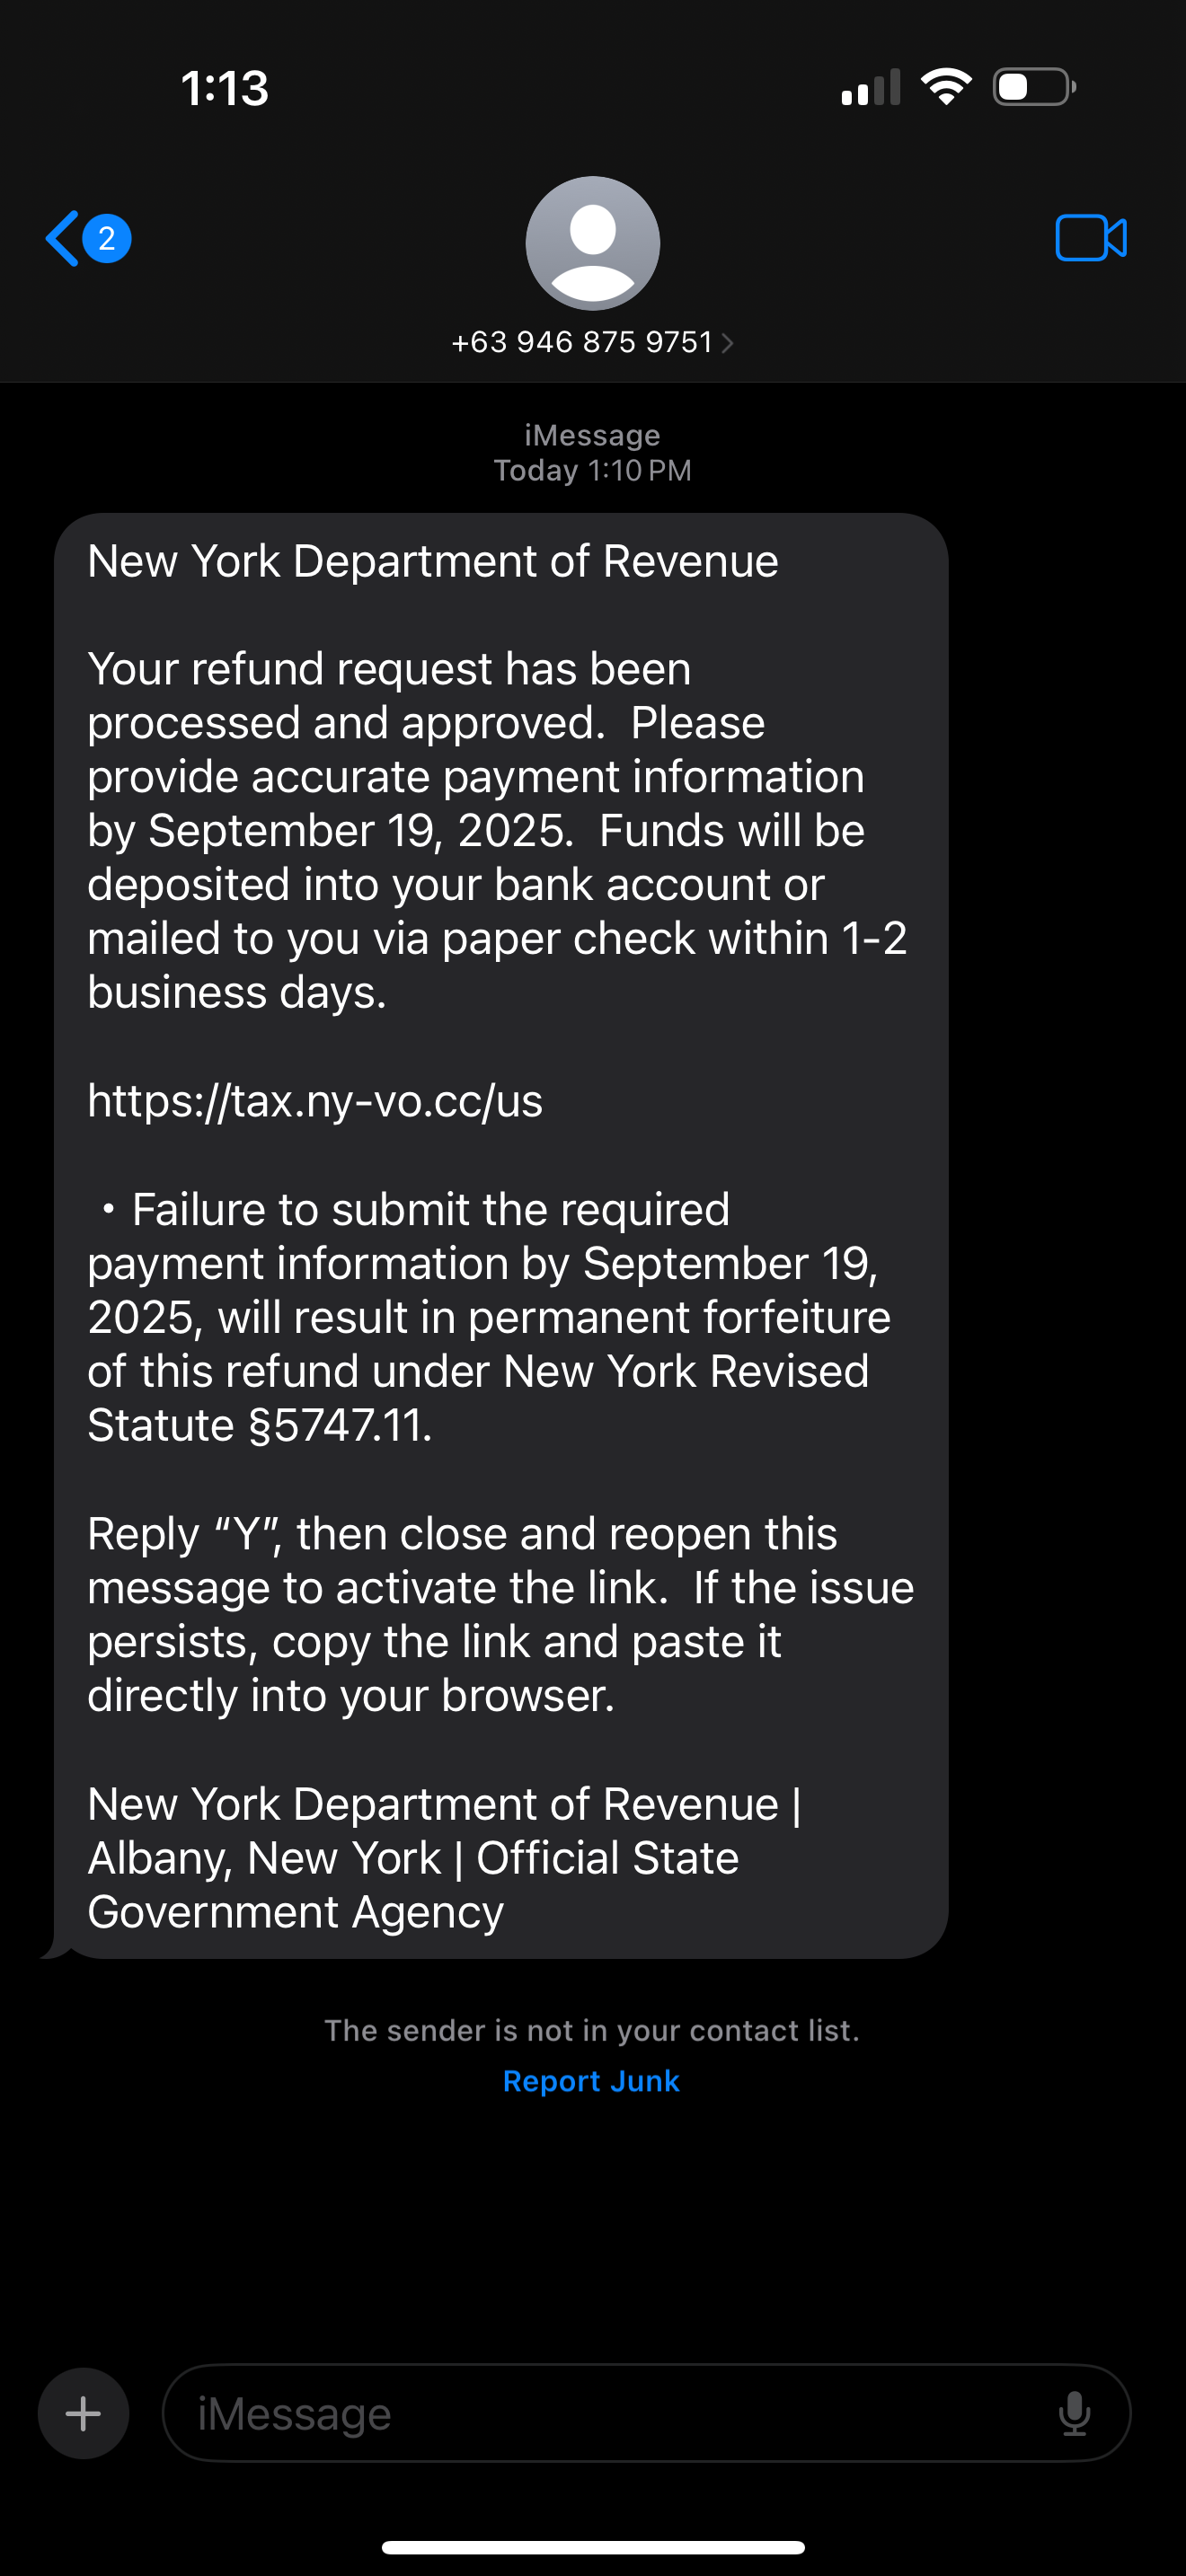 1:13
2
+63 946 875 9751
iMessage
Today 1:10 PM
New York Department of Revenue
Your refund request has been
processed and approved.  Please
provide accurate payment information
by September 19, 2025.  Funds will be
deposited into your bank account or
mailed to you via paper check within 1-2
business days.
https://tax.ny-vo.cc/us
・Failure to submit the required
payment information by September 19,
2025, will result in permanent forfeiture
of this refund under New York Revised
Statute §5747.11.
Reply “Y”, then close and reopen this
message to activate the link.  If the issue
persists, copy the link and paste it
directly into your browser.
New York Department of Revenue |
Albany, New York | Official State
Government Agency
The sender is not in your contact list.
Report Junk
iMessage